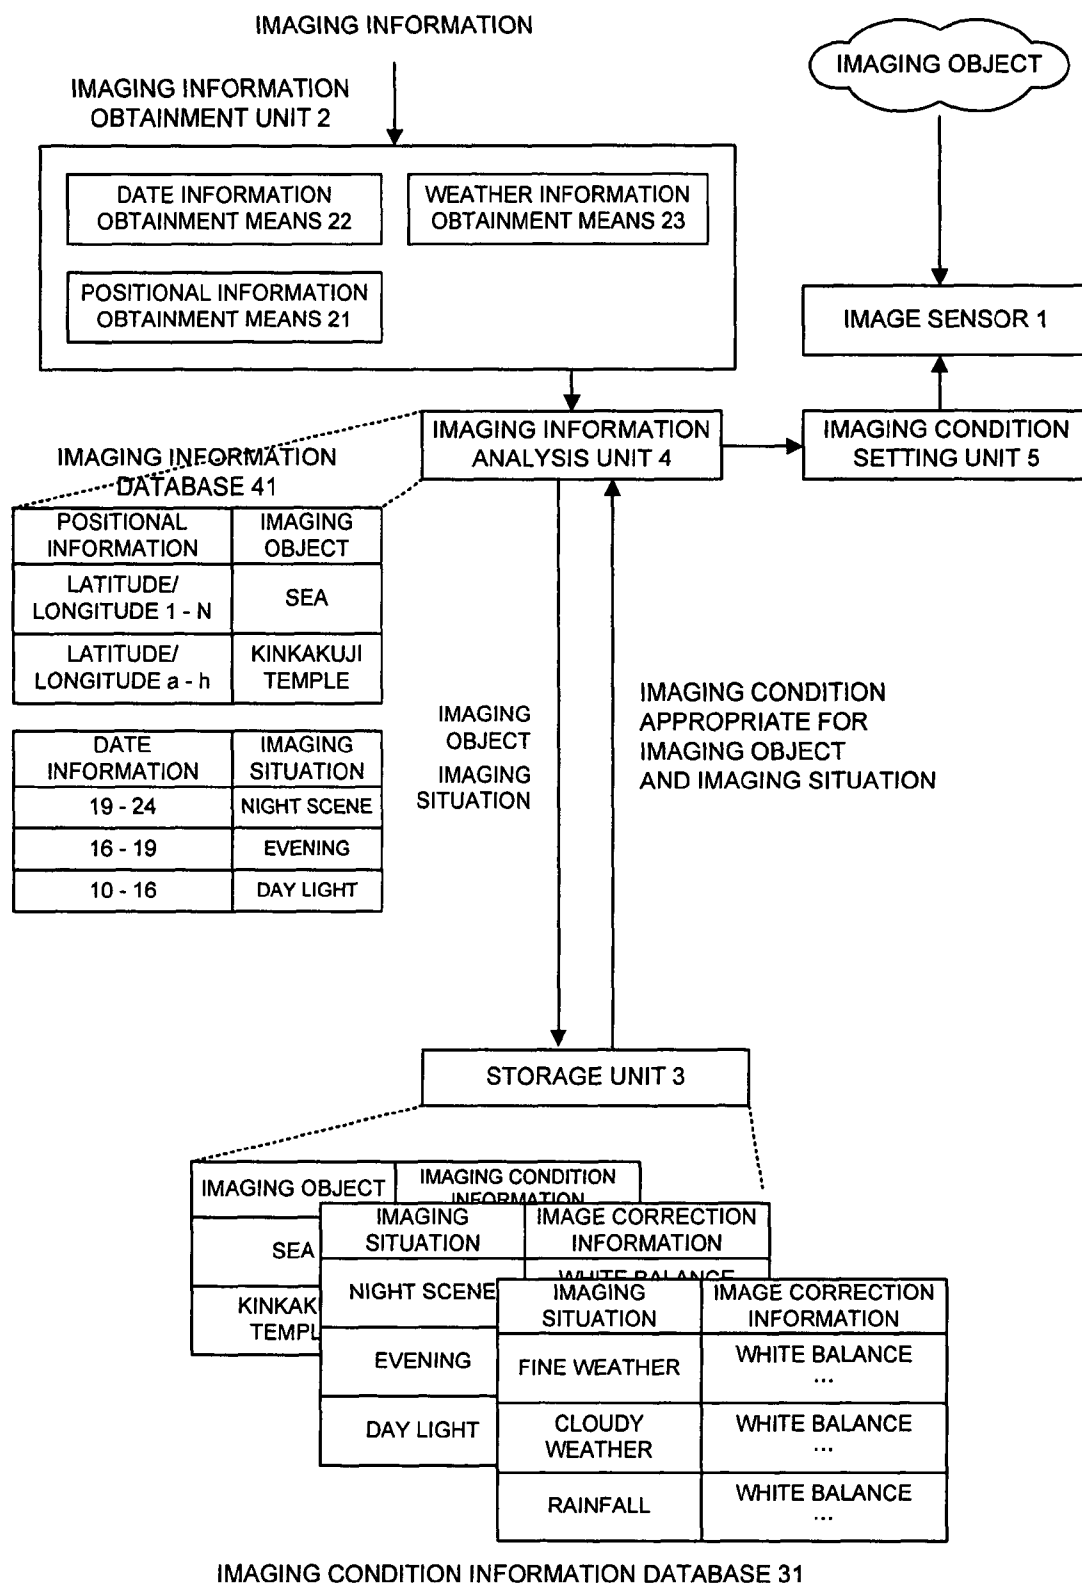 IMAGING INFORMATION
IMAGING OBJECT
IMAGING INFORMATION
OBTAINMENT UNIT 2
DATE INFORMATION
OBTAINMENT MEANS 22
WEATHER INFORMATION
OBTAINMENT MEANS 23
POSITIONAL INFORMATION
OBTAINMENT MEANS 21
IMAGE SENSOR 1
IMAGING INFORMATION
ANALYSIS UNIT 4
IMAGING CONDITION
SETTING UNIT 5
IMAGING INFORMATION
DATABASE 41
POSITIONAL
INFORMATION
IMAGING
OBJECT
LATITUDE/
LONGITUDE 1 - N
SEA
LATITUDE/
LONGITUDE a - h
KINKAKUJI
TEMPLE
DATE
INFORMATION
IMAGING
SITUATION
19 - 24
NIGHT SCENE
16 - 19
EVENING
10 - 16
DAY LIGHT
IMAGING
OBJECT
IMAGING
SITUATION
IMAGING CONDITION
APPROPRIATE FOR
IMAGING OBJECT
AND IMAGING SITUATION
STORAGE UNIT 3
IMAGING OBJECT
IMAGING CONDITION
INFORMATION
SEA
KINKAKU
TEMPL
IMAGING
SITUATION
IMAGE CORRECTION
INFORMATION
NIGHT SCENE
WHITE BALANCE
EVENING
DAY LIGHT
IMAGING
SITUATION
IMAGE CORRECTION
INFORMATION
FINE WEATHER
WHITE BALANCE
...
CLOUDY
WEATHER
WHITE BALANCE
...
RAINFALL
WHITE BALANCE
...
IMAGING CONDITION INFORMATION DATABASE 31